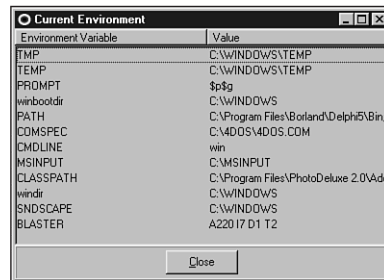 Current Environment
Environment Variable Value
TMP C:\WINDOWS\TEMP
TEMP C:\WINDOWS\TEMP
PROMPT $p$g
winbootdir C:\WINDOWS
PATH C:\Program Files\Borland\Delphi5\Bin
COMSPEC C:\4DOS\4DOS.COM
CMDLINE win
MSINPUT C:\MSINPUT
CLASSPATH C:\Program Files\PhotoDeluxe 2.0\Ado
windir C:\WINDOWS
SNDSCAPE C:\WINDOWS
BLASTER A220 I7 D1 T2
Close